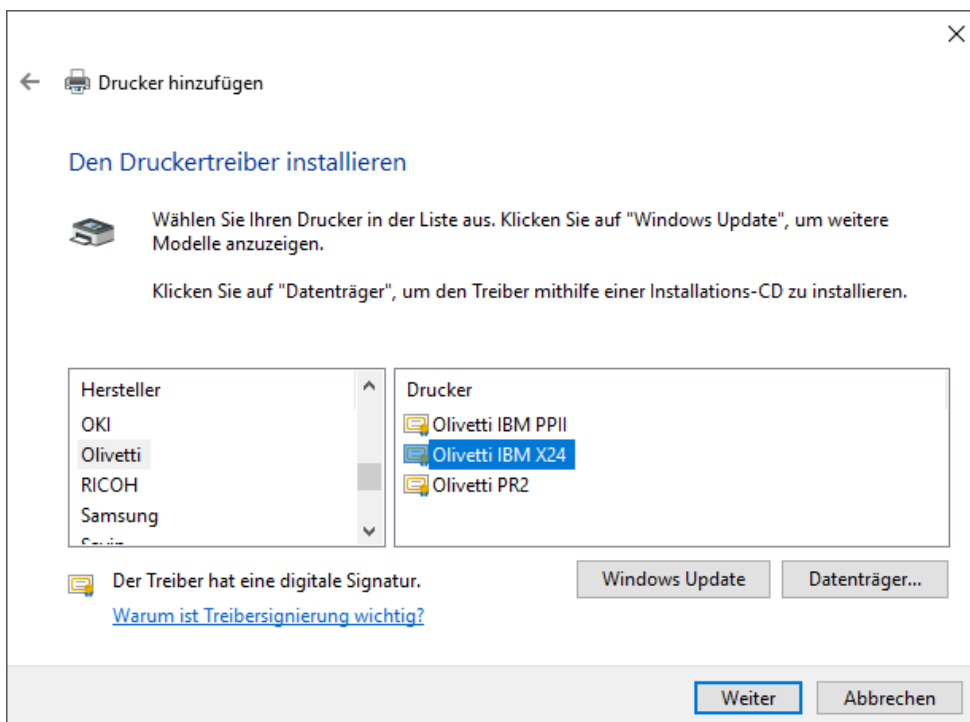 Drucker hinzufügen
Den Druckertreiber installieren
Wählen Sie Ihren Drucker in der Liste aus. Klicken Sie auf "Windows Update", um weitere
Modelle anzuzeigen.
Klicken Sie auf "Datenträger", um den Treiber mithilfe einer Installations-CD zu installieren.
Hersteller
OKI
Olivetti
RICOH
Samsung
Drucker
Olivetti IBM PPII
Olivetti IBM X24
Olivetti PR2
Der Treiber hat eine digitale Signatur.
Warum ist Treibersignierung wichtig?
Windows Update
Datenträger...
Weiter
Abbrechen